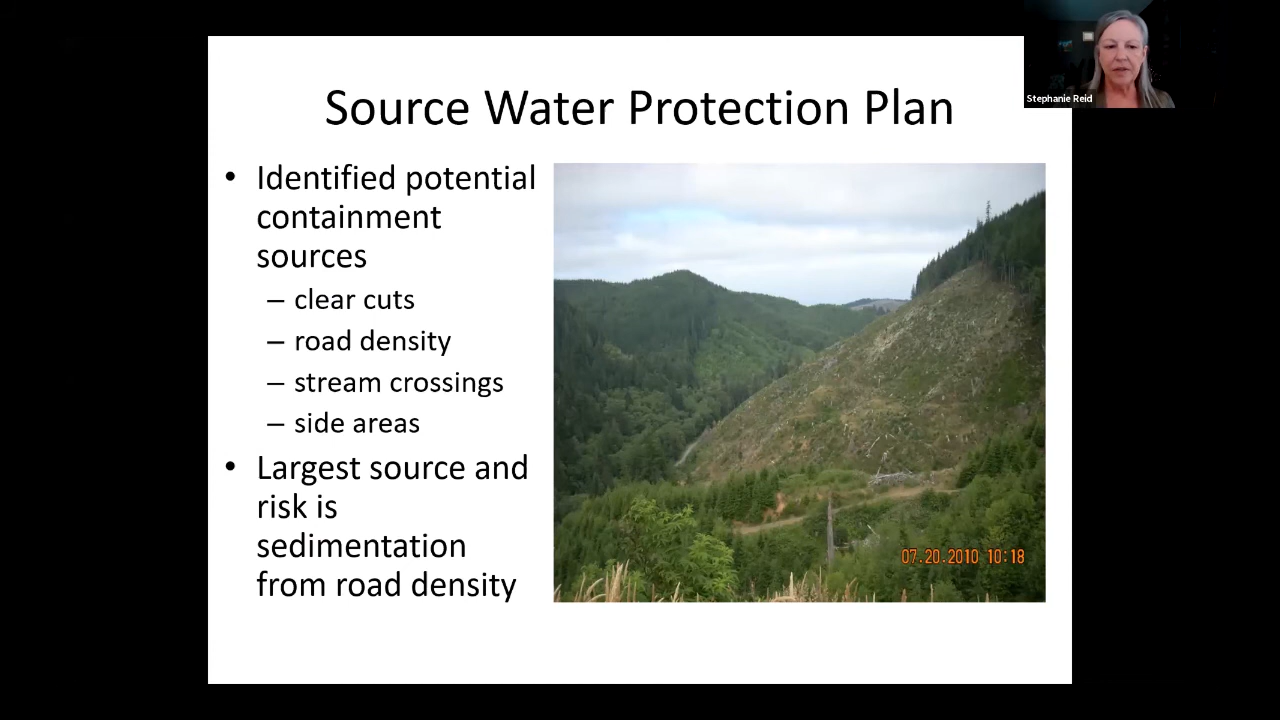 Stephanie Reid
Source Water Protection Plan
• Identified potential
containment
sources
– clear cuts
– road density
– stream crossings
– side areas
• Largest source and
risk is
sedimentation
from road density
07.20.2010 10:18